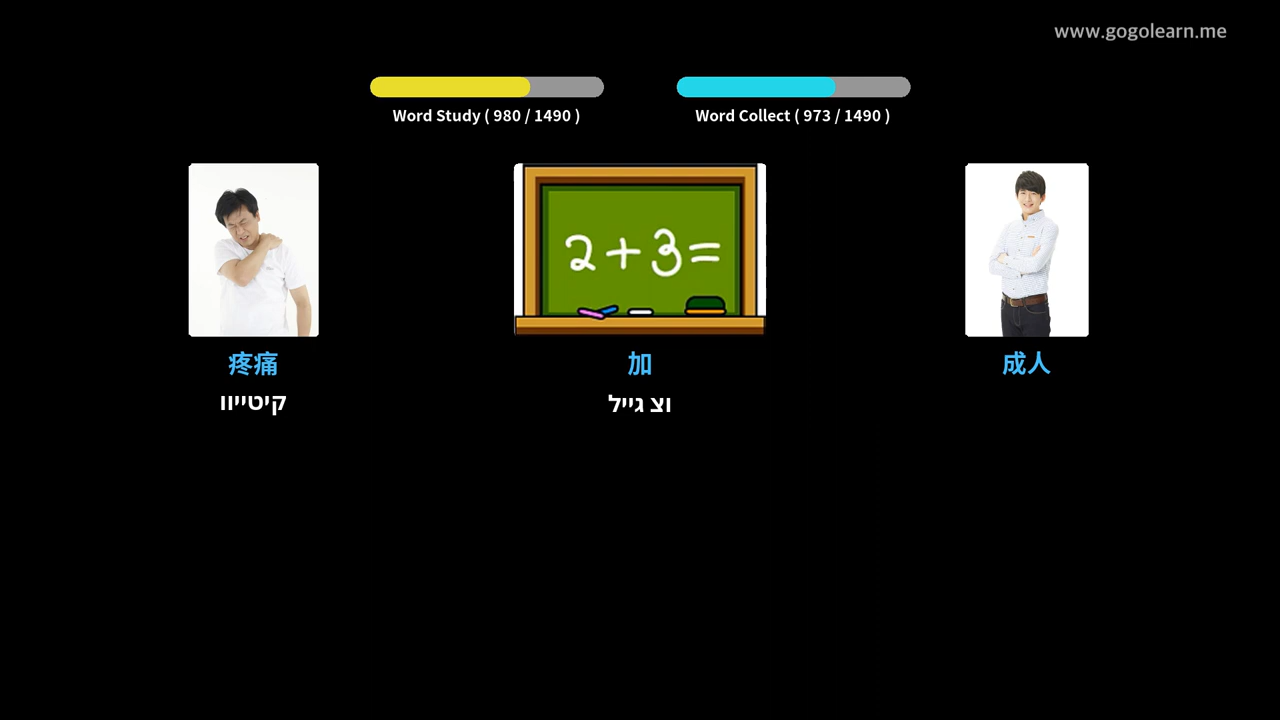 www.gogolearn.me
Word Study ( 980 / 1490 )
Word Collect ( 973 / 1490 )
2+3=
疼痛
加
成人
קיטייוו
וצ גייל